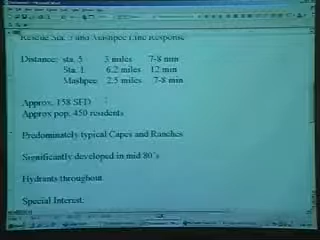 Rescue Sta. 5 and Mashpee Line Response
Distance: sta. 5 3 miles 7-8 min
Sta. 1 6.2 miles 12 min
Mashpee 2.5 miles 7-8 min
Approx. 158 SFD
Approx pop. 450 residents
Predominately typical Capes and Ranches
Significantly developed in mid 80's
Hydrants throughout
Special Interest